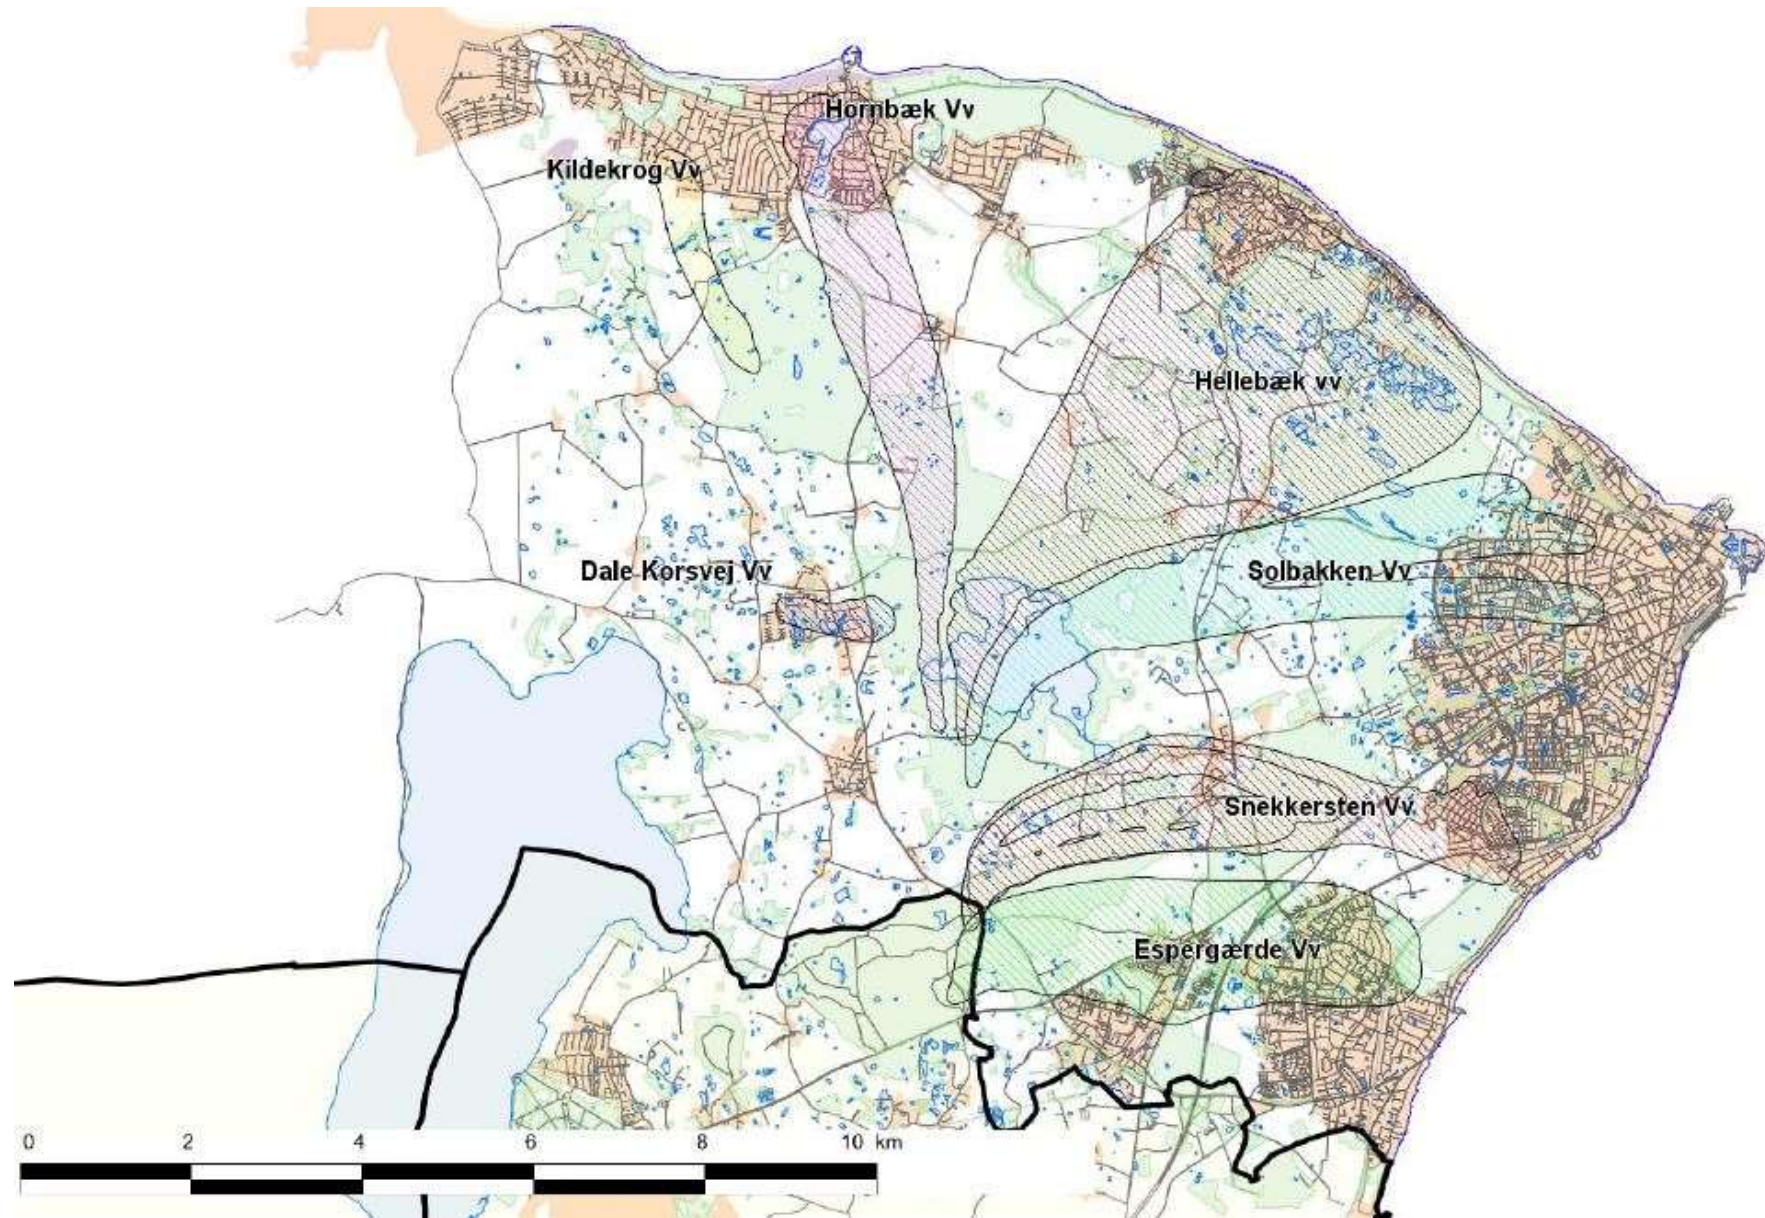 Hornbæk Vv
Kildekrog Vv
Hellebæk vv
Dale Korsvej Vv
Solbakken Vv
Snekkersten Vv
Espergærde Vv
0 2 4 6 8 10 km